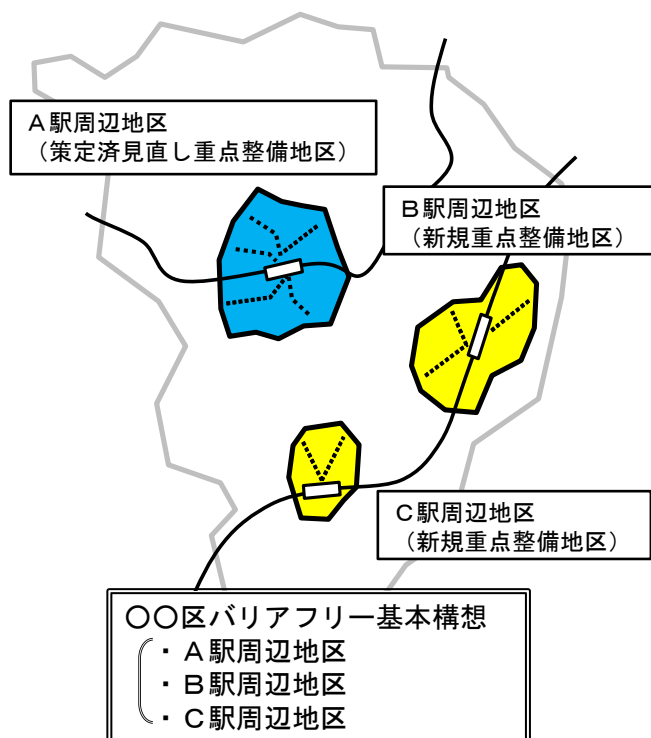 A駅周辺地区
（策定済見直し重点整備地区）
B駅周辺地区
（新規重点整備地区）
C駅周辺地区
（新規重点整備地区）
〇〇区バリアフリー基本構想
・A駅周辺地区
・B駅周辺地区
・C駅周辺地区